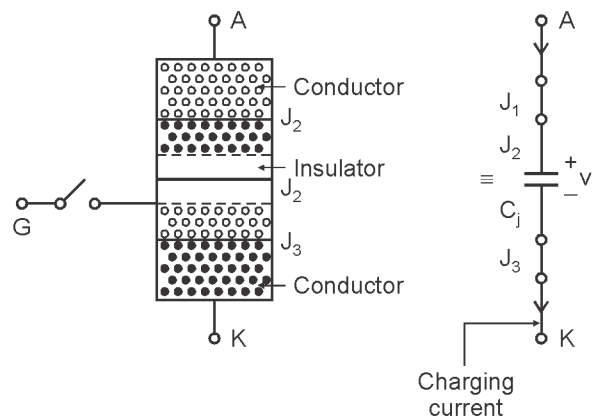 A
Conductor
J2
Insulator
J2
G
J3
Conductor
K
A
J1
J2
+
≡
v
–
Cj
J3
K
Charging
current